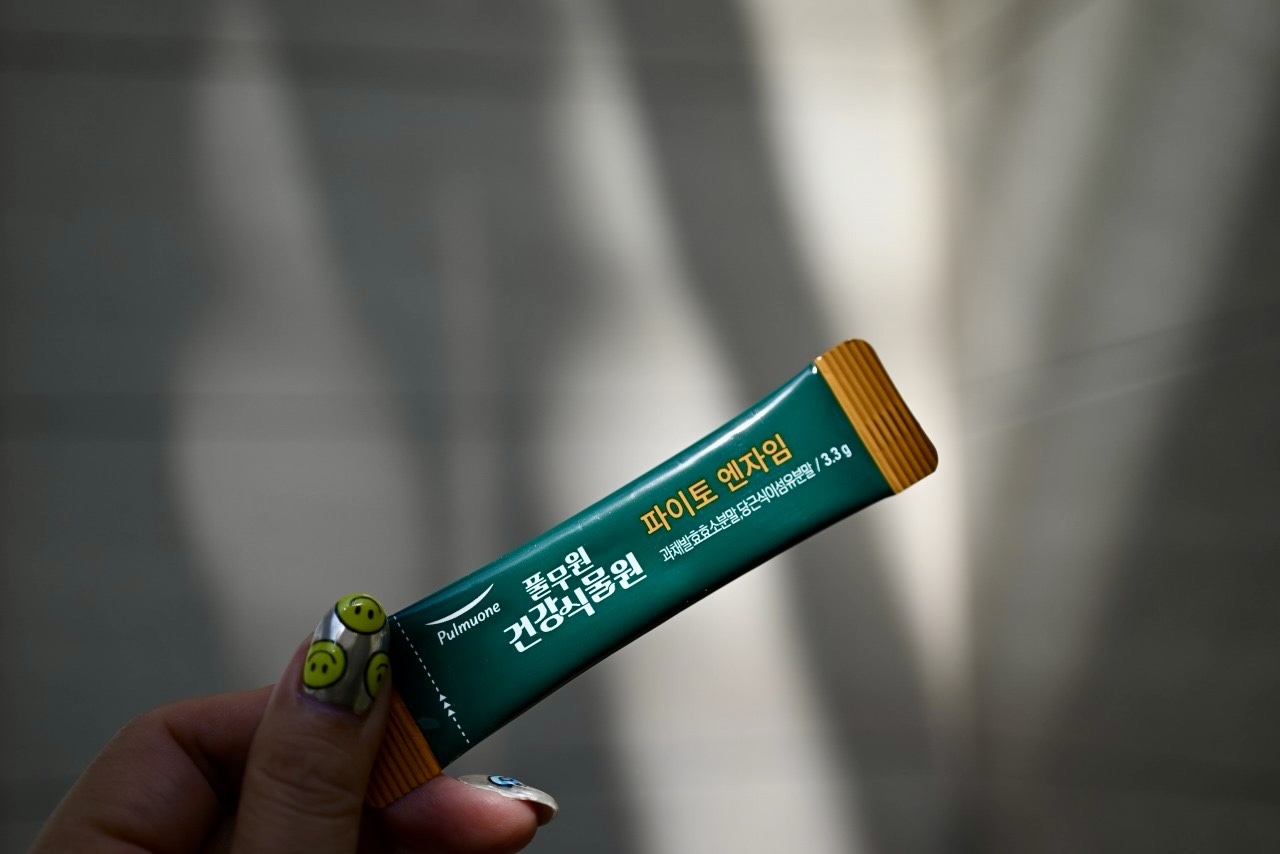 Pulmuone
풀무원
건강식물원
파이토 엔자임
과채발효효소분말,당근식이섬유분말 / 3.3 g